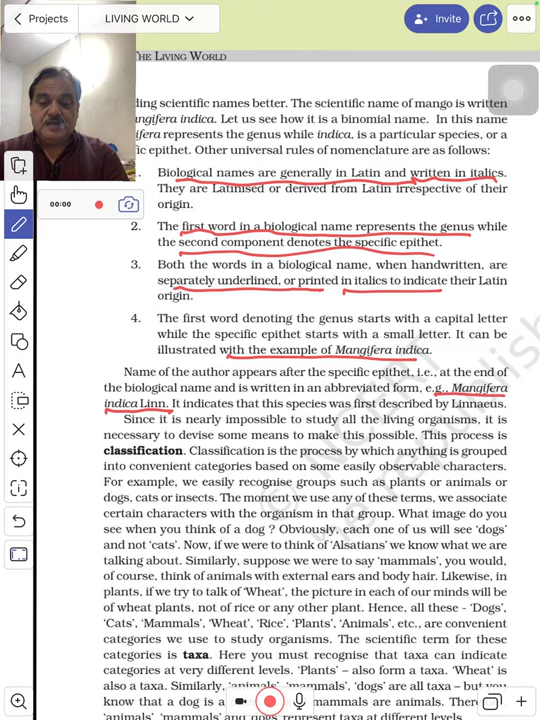 Projects
LIVING WORLD
Invite
THE LIVING WORLD
ding scientific names better. The scientific name of mango is written
ngifera indica. Let us see how it is a binomial name. In this name
ifera represents the genus while indica, is a particular species, or a
fic epithet. Other universal rules of nomenclature are as follows:
Biological names are generally in Latin and written in italics.
They are Latinised or derived from Latin irrespective of their
origin.
00:00
2. The first word in a biological name represents the genus while
the second component denotes the specific epithet.
3. Both the words in a biological name, when handwritten, are
separately underlined, or printed in italics to indicate their Latin
origin.
4. The first word denoting the genus starts with a capital letter
while the specific epithet starts with a small letter. It can be
illustrated with the example of Mangifera indica.
Name of the author appears after the specific epithet, i.e., at the end of
the biological name and is written in an abbreviated form, e.g., Mangifera
indica Linn. It indicates that this species was first described by Linnaeus.
Since it is nearly impossible to study all the living organisms, it is
necessary to devise some means to make this possible. This process is
classification. Classification is the process by which anything is grouped
into convenient categories based on some easily observable characters.
For example, we easily recognise groups such as plants or animals or
dogs, cats or insects. The moment we use any of these terms, we associate
certain characters with the organism in that group. What image do you
see when you think of a dog ? Obviously, each one of us will see 'dogs'
and not 'cats'. Now, if we were to think of 'Alsatians' we know what we are
talking about. Similarly, suppose we were to say 'mammals', you would,
of course, think of animals with external ears and body hair. Likewise, in
plants, if we try to talk of 'Wheat', the picture in each of our minds will be
of wheat plants, not of rice or any other plant. Hence, all these - 'Dogs',
'Cats', 'Mammals', 'Wheat', 'Rice', 'Plants', 'Animals', etc., are convenient
categories we use to study organisms. The scientific term for these
categories is taxa. Here you must recognise that taxa can indicate
categories at very different levels. 'Plants' – also form a taxa. 'Wheat' is
also a taxa. Similarly, 'animals', 'mammals', 'dogs' are all taxa – but you
know that a dog is a mammals are animals. There
'animals', 'mammals' and 'dogs' represent taxa at different levels.
© NCERT
be republish